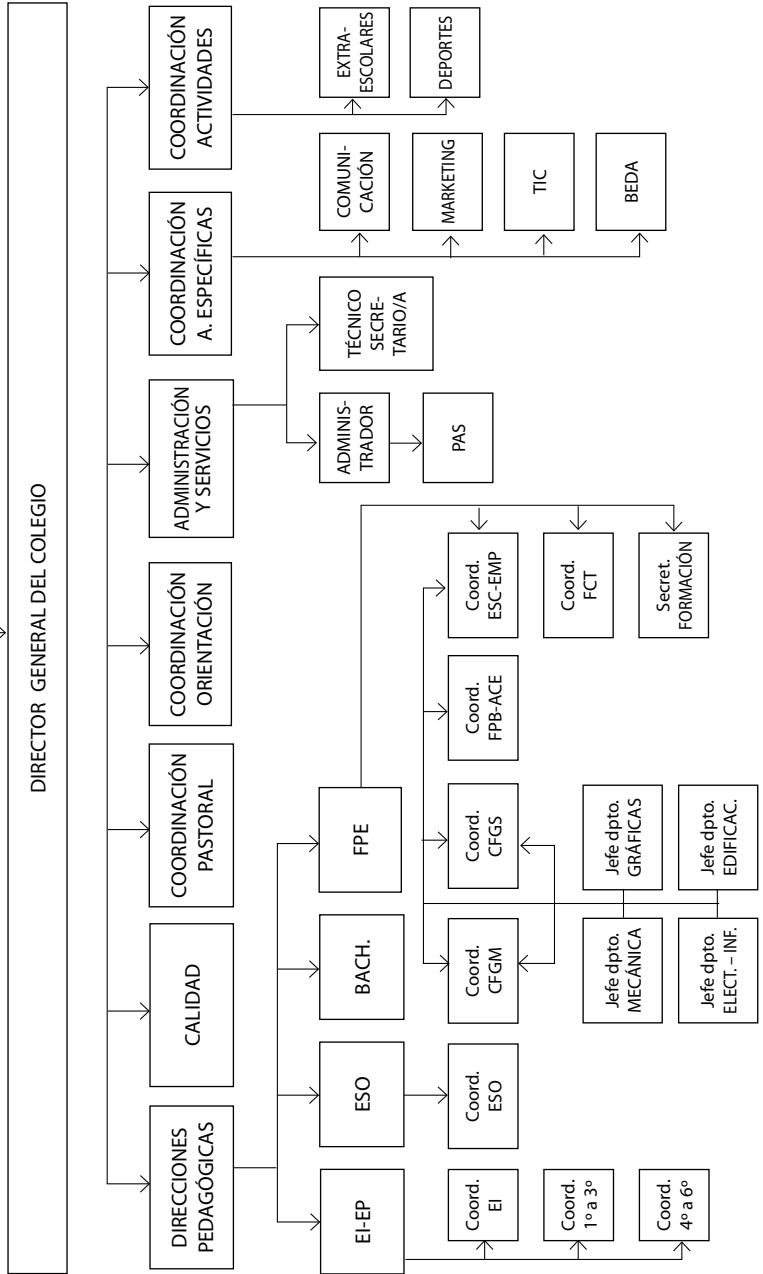 DIRECTOR GENERAL DEL COLEGIO
DIRECCIONES
PEDAGÓGICAS
CALIDAD
COORDINACIÓN
PASTORAL
COORDINACIÓN
ORIENTACIÓN
ADMINISTRACIÓN
Y SERVICIOS
COORDINACIÓN
A. ESPECÍFICAS
COORDINACIÓN
ACTIVIDADES
EI-EP
ESO
BACH.
FPE
ADMINIS-
TRADOR
TÉCNICO
SECRE-
TARIO/A
COMUNI-
CACIÓN
EXTRA-
ESCOLARES
PAS
MARKETING
DEPORTES
TIC
BEDA
Coord.
EI
Coord.
1º a 3º
Coord.
4º a 6º
Coord.
ESO
Coord.
CFGM
Coord.
CFGS
Coord.
FPB-ACE
Coord.
ESC-EMP
Coord.
FCT
Secret.
FORMACIÓN
Jefe dpto.
MECÁNICA
Jefe dpto.
GRÁFICAS
Jefe dpto.
ELECT. – INF.
Jefe dpto.
EDIFICAC.